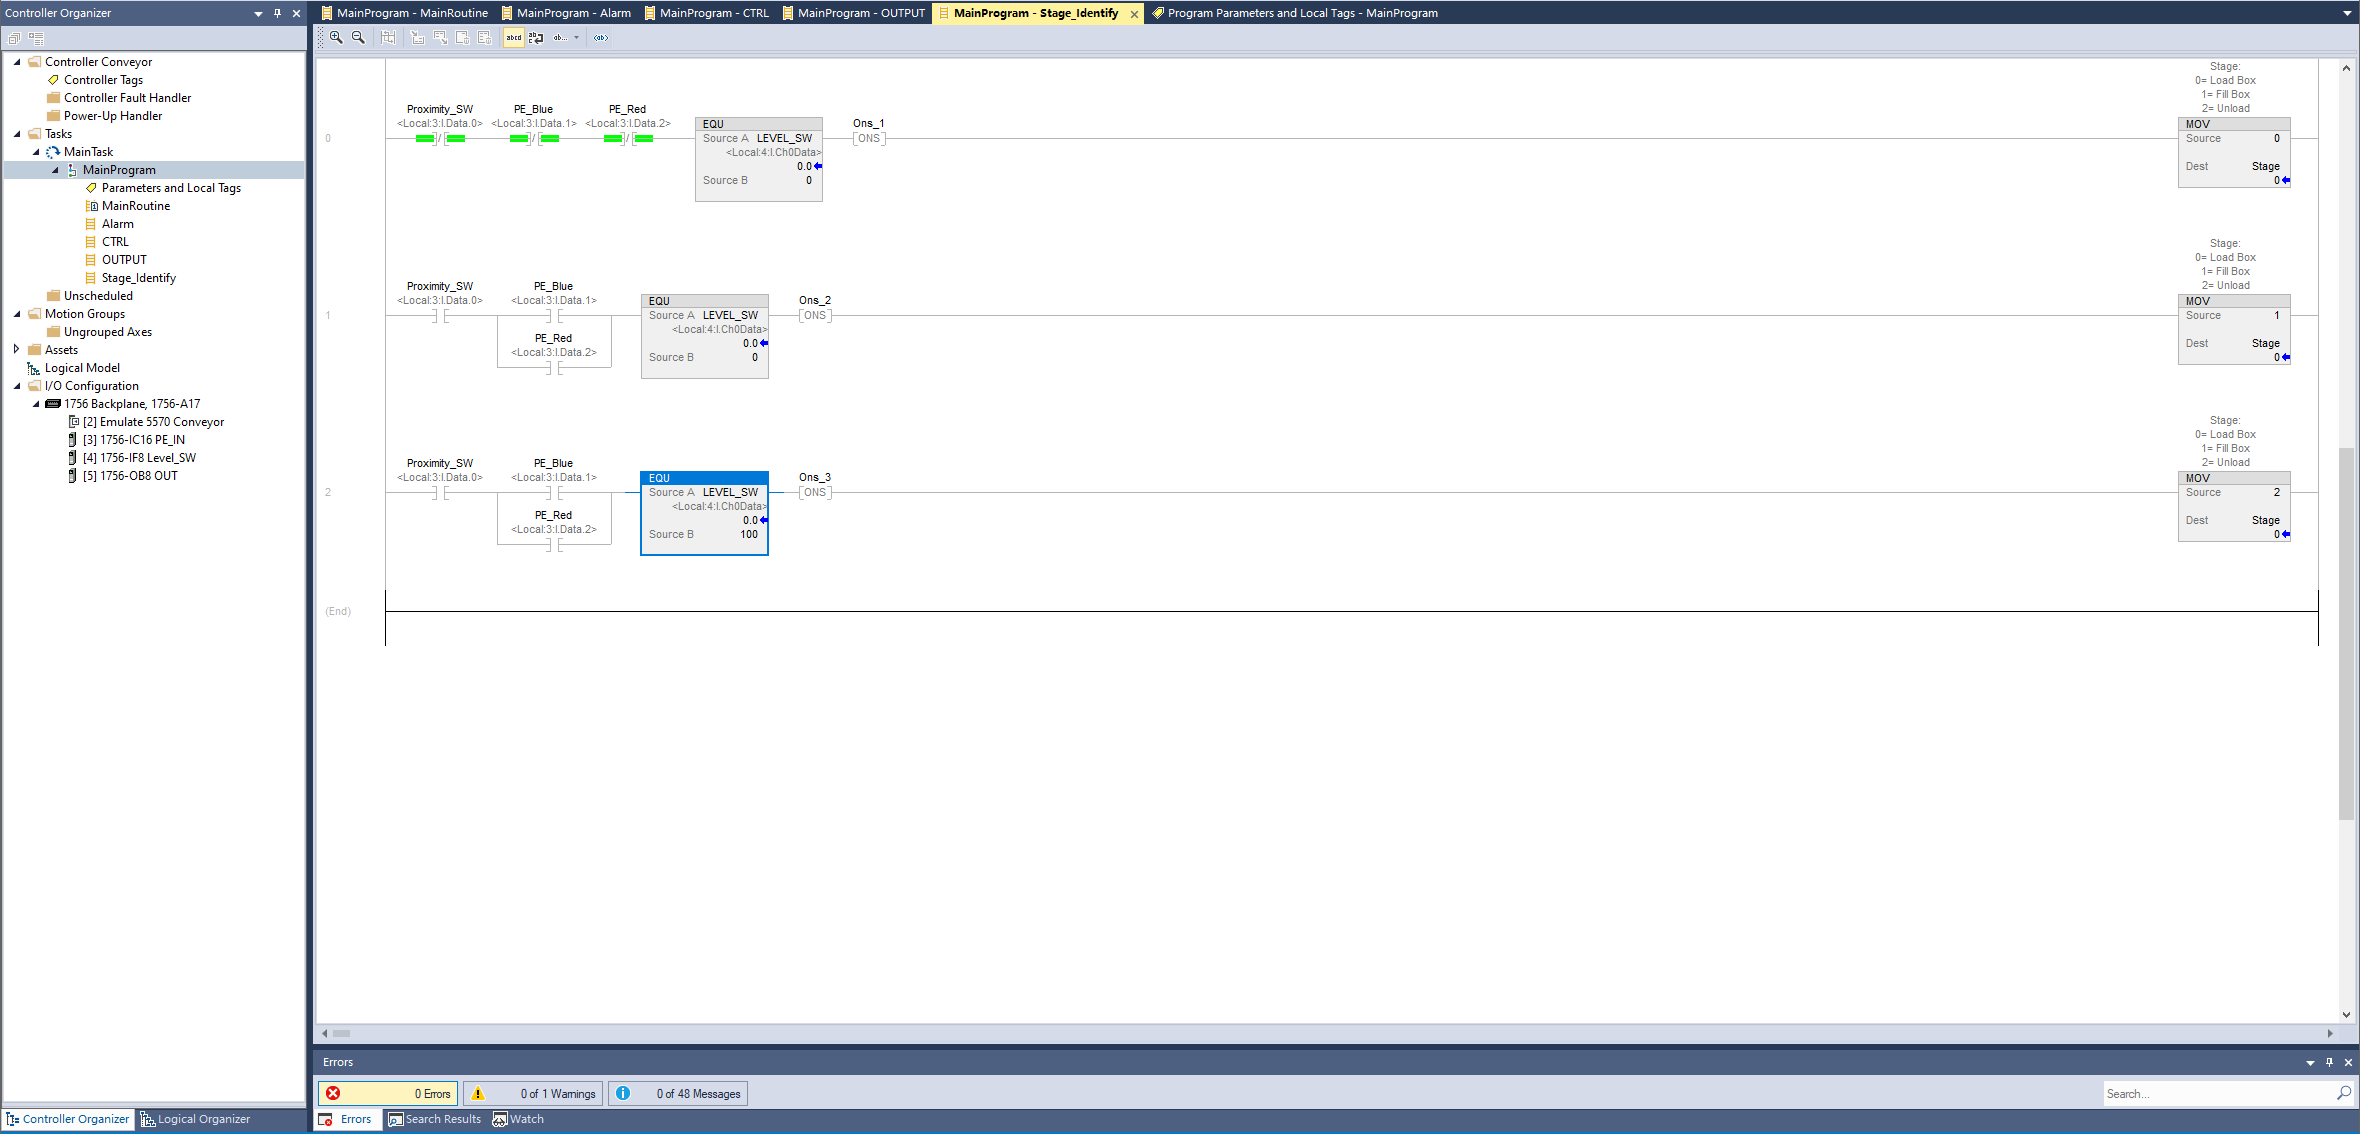 Controller Organizer
Controller Conveyor
Controller Tags
Controller Fault Handler
Power-Up Handler
Tasks
MainTask
MainProgram
Parameters and Local Tags
MainRoutine
Alarm
CTRL
OUTPUT
Stage_Identify
Unscheduled
Motion Groups
Ungrouped Axes
Assets
Logical Model
I/O Configuration
1756 Backplane, 1756-A17
[2] Emulate 5570 Conveyor
[3] 1756-IC16 PE_IN
[4] 1756-IF8 Level_SW
[5] 1756-OB8 OUT
Controller Organizer
Logical Organizer
MainProgram - MainRoutine
MainProgram - Alarm
MainProgram - CTRL
MainProgram - OUTPUT
MainProgram - Stage_Identify
Program Parameters and Local Tags - MainProgram
abcd
ab...
<ab>
0
Proximity_SW
<Local:3:I.Data.0>
PE_Blue
<Local:3:I.Data.1>
PE_Red
<Local:3:I.Data.2>
EQU
Source A LEVEL_SW
<Local:4:I.Ch0Data>
0.0
Source B 0
Ons_1
ONS
Stage:
0= Load Box
1= Fill Box
2= Unload
MOV
Source 0
Dest Stage
0
1
Proximity_SW
<Local:3:I.Data.0>
PE_Blue
<Local:3:I.Data.1>
PE_Red
<Local:3:I.Data.2>
EQU
Source A LEVEL_SW
<Local:4:I.Ch0Data>
0.0
Source B 0
Ons_2
ONS
Stage:
0= Load Box
1= Fill Box
2= Unload
MOV
Source 1
Dest Stage
0
2
Proximity_SW
<Local:3:I.Data.0>
PE_Blue
<Local:3:I.Data.1>
PE_Red
<Local:3:I.Data.2>
EQU
Source A LEVEL_SW
<Local:4:I.Ch0Data>
0.0
Source B 100
Ons_3
ONS
Stage:
0= Load Box
1= Fill Box
2= Unload
MOV
Source 2
Dest Stage
0
(End)
Errors
0 Errors
0 of 1 Warnings
0 of 48 Messages
Search...
Errors
Search Results
Watch